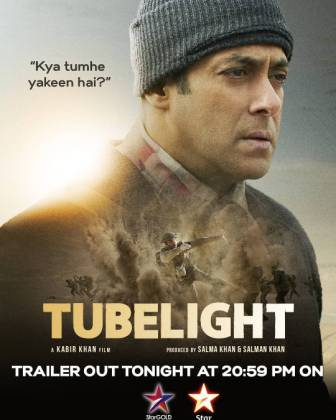 “Kya tumhe
yakeen hai?”
TUBELIGHT
A KABIR KHAN FILM PRODUCED BY SALMA KHAN & SALMAN KHAN
TRAILER OUT TONIGHT AT 20:59 PM ON
StarGOLD Star